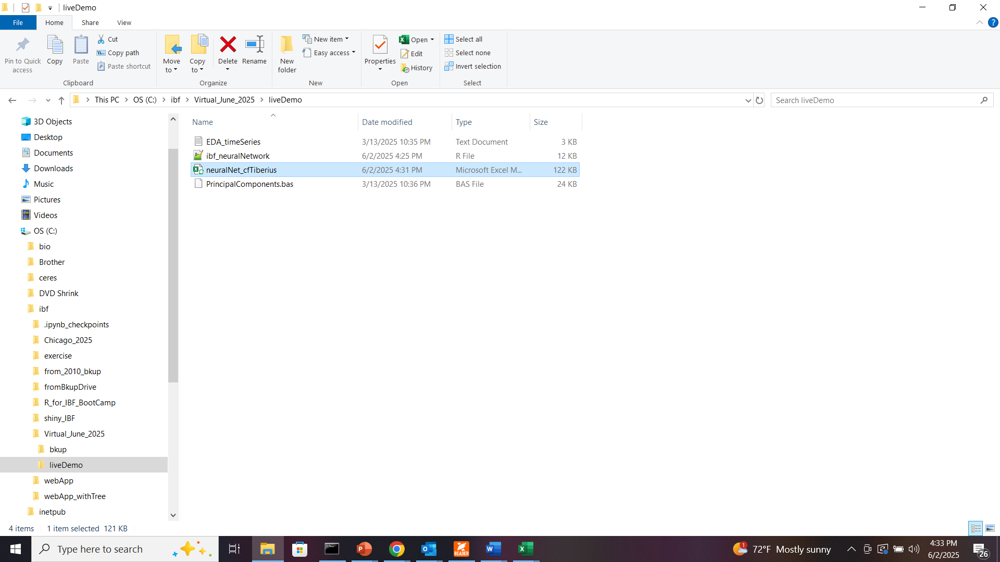 liveDemo
File Home Share View
Pin to Quick access
Copy
Paste
Cut
Copy path
Paste shortcut
Clipboard
Move to
Copy to
Delete
Rename
Organize
New folder
New item
Easy access
New
Properties
Open
Edit
History
Open
Select all
Select none
Invert selection
Select
This PC > OS (C:) > ibf > Virtual_June_2025 > liveDemo
Search liveDemo
Name Date modified Type Size
EDA_timeSeries 3/13/2025 10:35 PM Text Document 3 KB
ibf_neuralNetwork 6/2/2025 4:25 PM R File 12 KB
neuralNet_cfTiberius 6/2/2025 4:31 PM Microsoft Excel M... 122 KB
PrincipalComponents.bas 3/13/2025 10:36 PM BAS File 24 KB
3D Objects
Desktop
Documents
Downloads
Music
Pictures
Videos
OS (C:)
bio
Brother
ceres
DVD Shrink
ibf
.ipynb_checkpoints
Chicago_2025
exercise
from_2010_bkup
fromBkupDrive
R_for_IBF_BootCamp
shiny_IBF
Virtual_June_2025
bkup
liveDemo
webApp
webApp_withTree
inetpub
4 items 1 item selected 121 KB
Type here to search
READER
1
72°F Mostly sunny
4:33 PM
6/2/2025
26